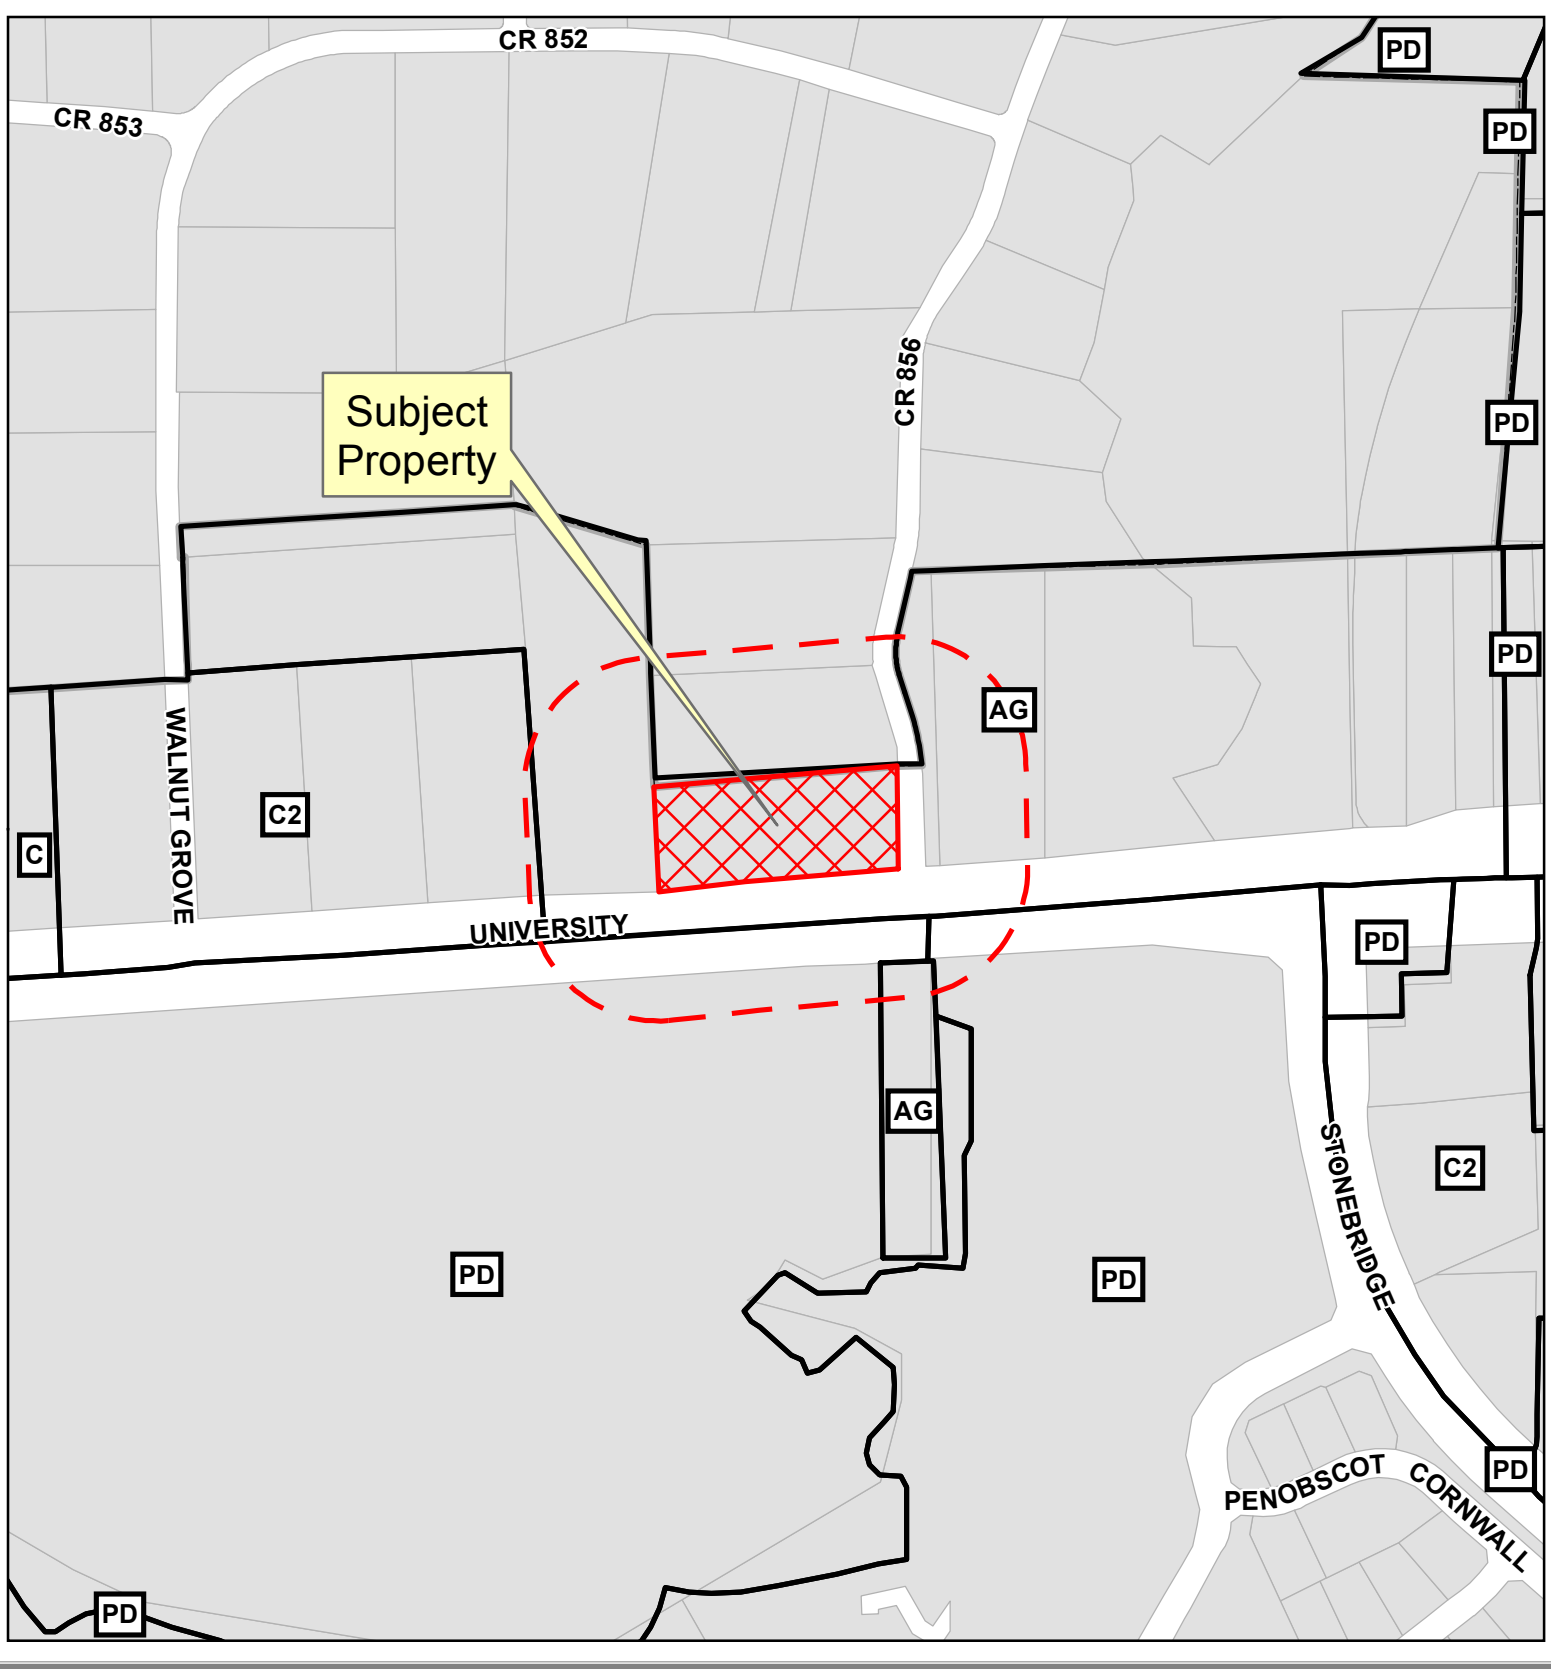 CR 852
PD
CR 853
PD
CR 856
Subject
Property
PD
PD
AG
WALNUT GROVE
C2
C
UNIVERSITY
PD
AG
STONEBRIDGE
C2
PD
PD
PENOBSCOT
CORNWALL
PD
PD